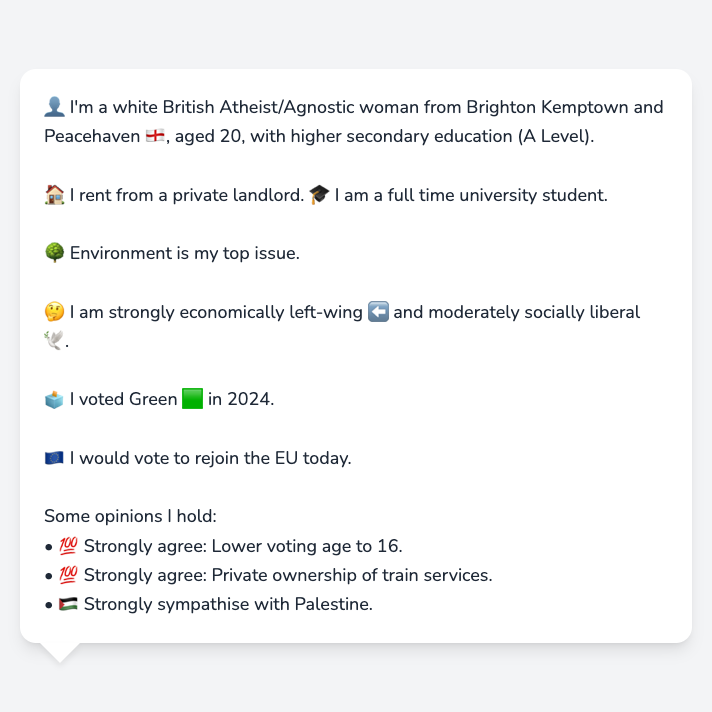 👤 I'm a white British Atheist/Agnostic woman from Brighton Kemptown and
Peacehaven 🏴󠁧󠁢󠁥󠁮󠁧󠁿, aged 20, with higher secondary education (A Level).
🏠 I rent from a private landlord. 🎓 I am a full time university student.
🌳 Environment is my top issue.
🤔 I am strongly economically left-wing ⬅️ and moderately socially liberal
🕊️.
🗳️ I voted Green 🟩 in 2024.
🇪🇺 I would vote to rejoin the EU today.
Some opinions I hold:
• 💯 Strongly agree: Lower voting age to 16.
• 💯 Strongly agree: Private ownership of train services.
• 🇵🇸 Strongly sympathise with Palestine.